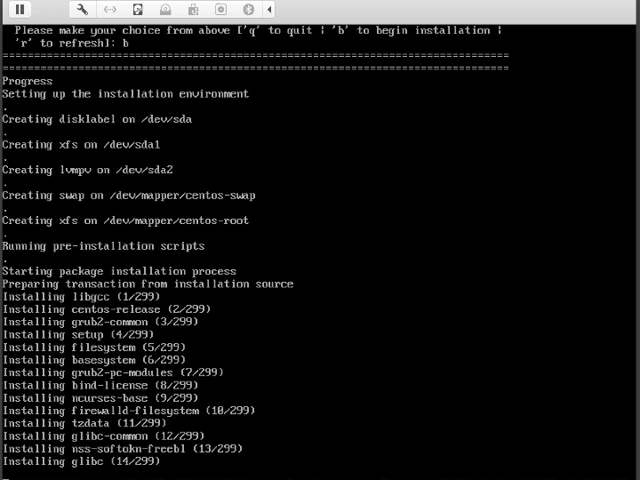 Please make your choice from above ['q' to quit | 'b' to begin installation |
'r' to refresh]: b
================================================================================
================================================================================
Progress
Setting up the installation environment
.
Creating disklabel on /dev/sda
.
Creating xfs on /dev/sda1
.
Creating lvmpv on /dev/sda2
.
Creating swap on /dev/mapper/centos-swap
.
Creating xfs on /dev/mapper/centos-root
.
Running pre-installation scripts
.
Starting package installation process
Preparing transaction from installation source
Installing libgcc (1/299)
Installing centos-release (2/299)
Installing grub2-common (3/299)
Installing setup (4/299)
Installing filesystem (5/299)
Installing basesystem (6/299)
Installing grub2-pc-modules (7/299)
Installing bind-license (8/299)
Installing ncurses-base (9/299)
Installing firewalld-filesystem (10/299)
Installing tzdata (11/299)
Installing glibc-common (12/299)
Installing nss-softokn-freebl (13/299)
Installing glibc (14/299)